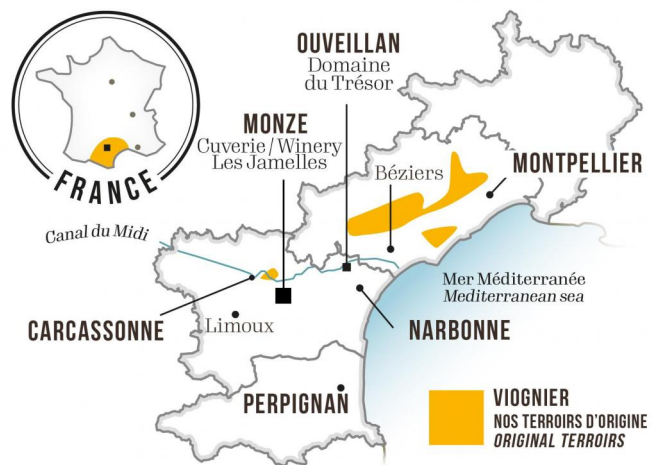 FRANCE
OUVEILLAN
Domaine
du Trésor
MONZE
Cuverie / Winery
Les Jamelles
Béziers
MONTPELLIER
Canal du Midi
Mer Méditerranée
Mediterranean sea
CARCASSONNE
Limoux
NARBONNE
PERPIGNAN
VIOGNIER
NOS TERROIRS D'ORIGINE
ORIGINAL TERROIRS